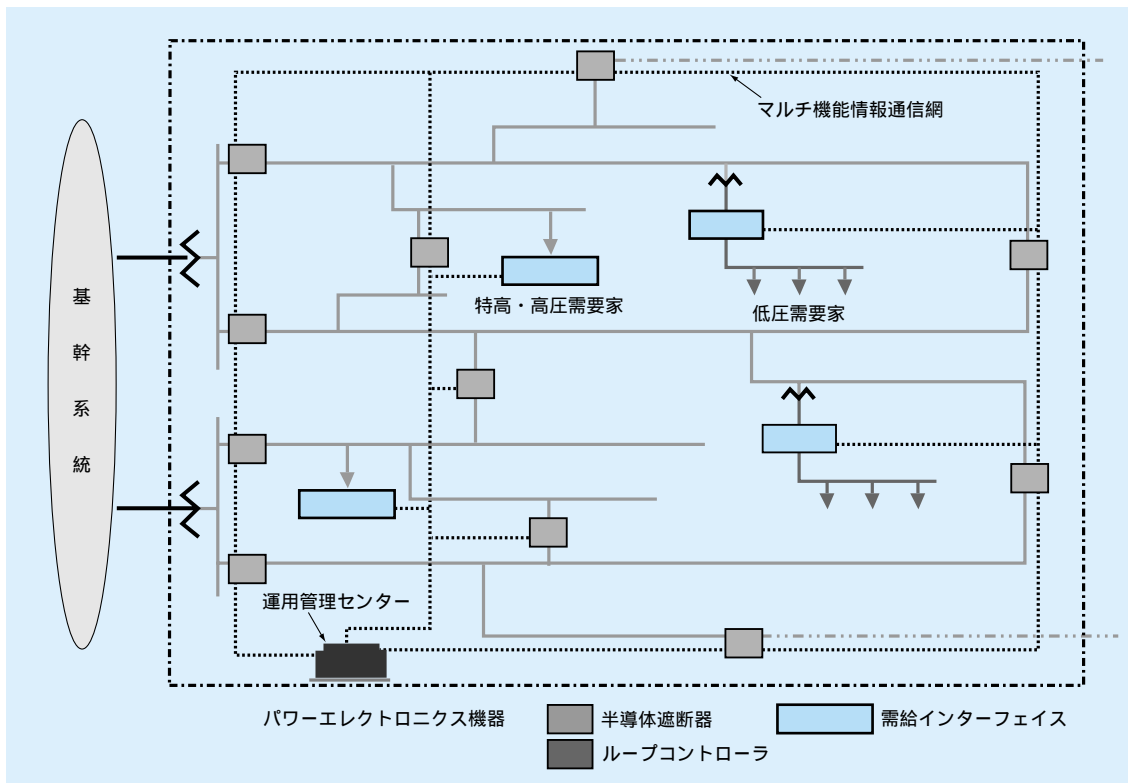 マルチ機能情報通信網
基幹系統
特高・高圧需要家
低圧需要家
運用管理センター
パワーエレクトロニクス機器
半導体遮断器
需給インターフェイス
ループコントローラ